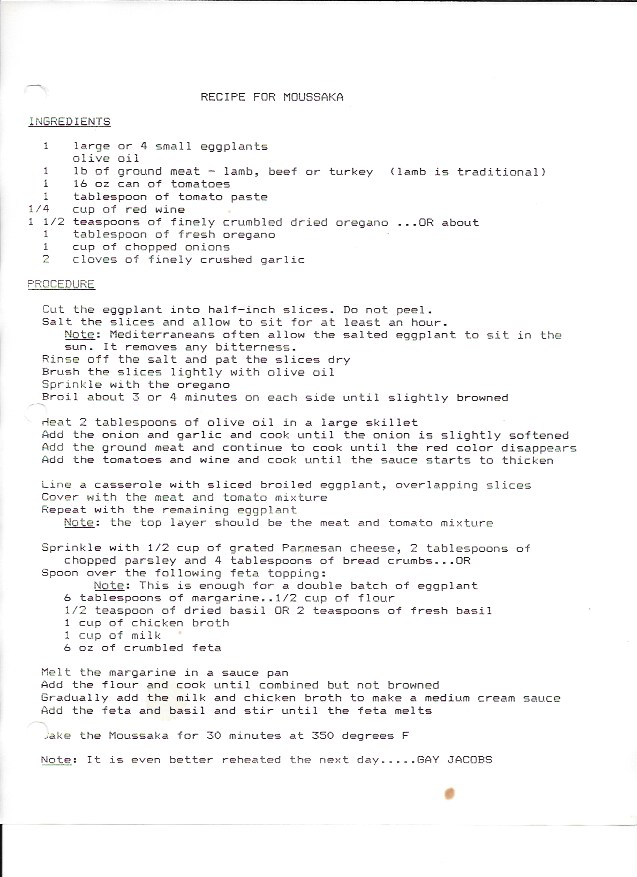 RECIPE FOR MOUSSAKA
INGREDIENTS
1 large or 4 small eggplants
olive oil
1 lb of ground meat - lamb, beef or turkey (lamb is traditional)
1 16 oz can of tomatoes
1 tablespoon of tomato paste
1/4 cup of red wine
1 1/2 teaspoons of finely crumbled dried oregano ...OR about
1 tablespoon of fresh oregano
1 cup of chopped onions
2 cloves of finely crushed garlic
PROCEDURE
Cut the eggplant into half-inch slices. Do not peel.
Salt the slices and allow to sit for at least an hour.
Note: Mediterraneans often allow the salted eggplant to sit in the
sun. It removes any bitterness.
Rinse off the salt and pat the slices dry
Brush the slices lightly with olive oil
Sprinkle with the oregano
Broil about 3 or 4 minutes on each side until slightly browned
Heat 2 tablespoons of olive oil in a large skillet
Add the onion and garlic and cook until the onion is slightly softened
Add the ground meat and continue to cook until the red color disappears
Add the tomatoes and wine and cook until the sauce starts to thicken
Line a casserole with sliced broiled eggplant, overlapping slices
Cover with the meat and tomato mixture
Repeat with the remaining eggplant
Note: the top layer should be the meat and tomato mixture
Sprinkle with 1/2 cup of grated Parmesan cheese, 2 tablespoons of
chopped parsley and 4 tablespoons of bread crumbs...OR
Spoon over the following feta topping:
Note: This is enough for a double batch of eggplant
6 tablespoons of margarine..1/2 cup of flour
1/2 teaspoon of dried basil OR 2 teaspoons of fresh basil
1 cup of chicken broth
1 cup of milk
6 oz of crumbled feta
Melt the margarine in a sauce pan
Add the flour and cook until combined but not browned
Gradually add the milk and chicken broth to make a medium cream sauce
Add the feta and basil and stir until the feta melts
Bake the Moussaka for 30 minutes at 350 degrees F
Note: It is even better reheated the next day.....GAY JACOBS